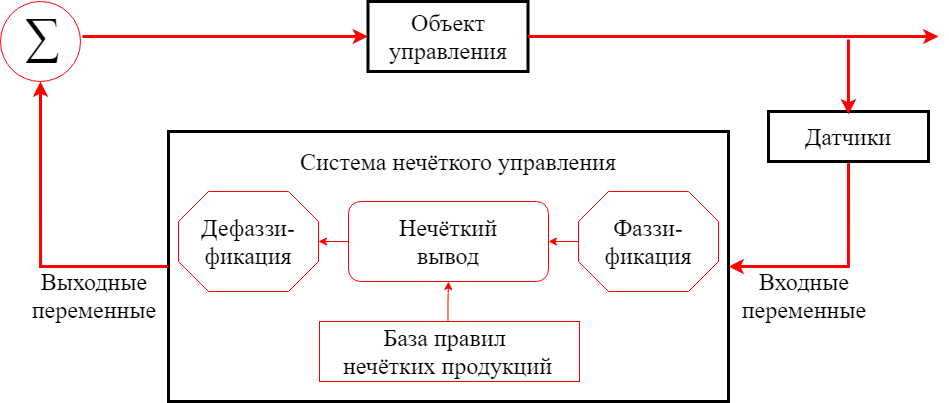 ∑
Объект
управления
Датчики
Система нечёткого управления
Дефаззи-
фикация
Нечёткий
вывод
Фаззи-
фикация
Выходные
переменные
Входные
переменные
База правил
нечётких продукций